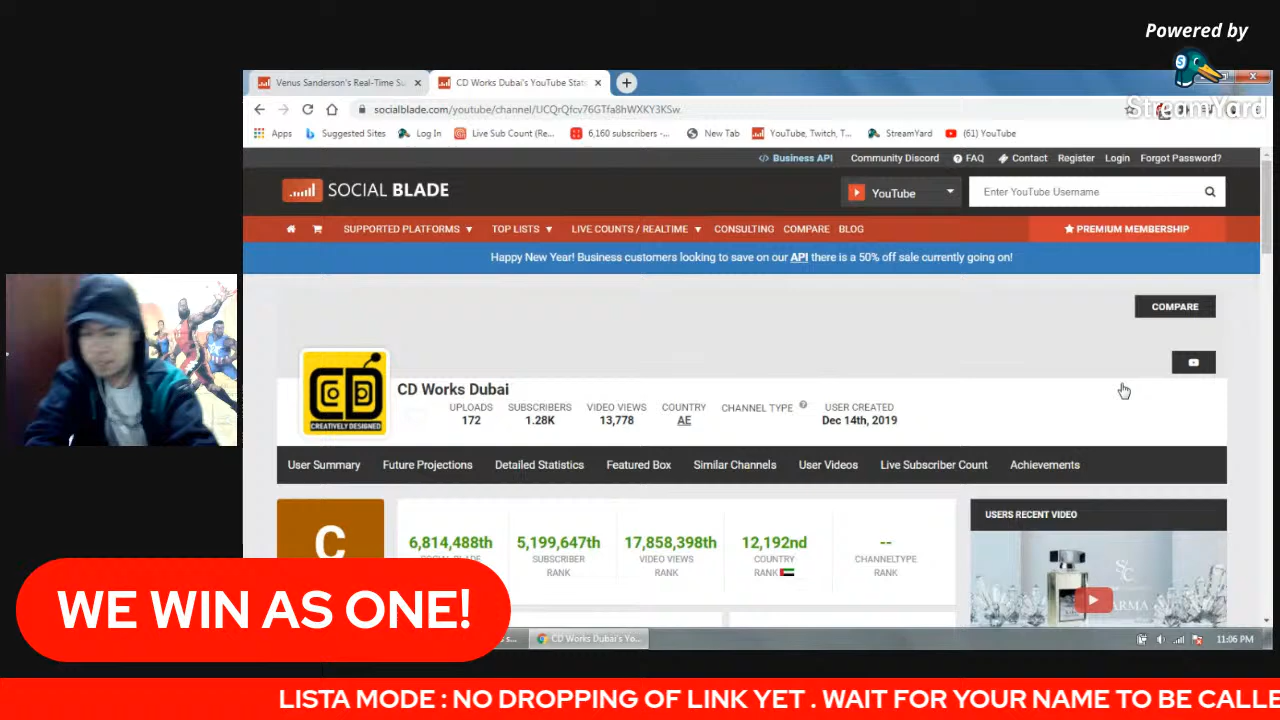 Powered by
StreamYard
Venus Sanderson's Real-Time Su
CD Works Dubai's YouTube Stat
socialblade.com/youtube/channel/UCQrQfcv76GTfa8hWXKY3KSw
Apps
Suggested Sites
Log In
Live Sub Count (Re...
6,160 subscribers -...
New Tab
YouTube, Twitch, T...
StreamYard
(61) YouTube
Business API
Community Discord
FAQ
Contact
Register
Login
Forgot Password?
SOCIAL BLADE
YouTube
Enter YouTube Username
SUPPORTED PLATFORMS
TOP LISTS
LIVE COUNTS / REALTIME
CONSULTING
COMPARE
BLOG
PREMIUM MEMBERSHIP
Happy New Year! Business customers looking to save on our API there is a 50% off sale currently going on!
COMPARE
CD
CREATIVELY DESIGNED
CD Works Dubai
UPLOADS
172
SUBSCRIBERS
1.28K
VIDEO VIEWS
13,778
COUNTRY
AE
CHANNEL TYPE
USER CREATED
Dec 14th, 2019
User Summary
Future Projections
Detailed Statistics
Featured Box
Similar Channels
User Videos
Live Subscriber Count
Achievements
C
6,814,488th
5,199,647th
SUBSCRIBER
RANK
17,858,398th
VIDEO VIEWS
RANK
12,192nd
COUNTRY
RANK
--
CHANNELTYPE
RANK
USERS RECENT VIDEO
WE WIN AS ONE!
CD Works Dubai's Yo...
11:06 PM
LISTA MODE : NO DROPPING OF LINK YET . WAIT FOR YOUR NAME TO BE CALLE